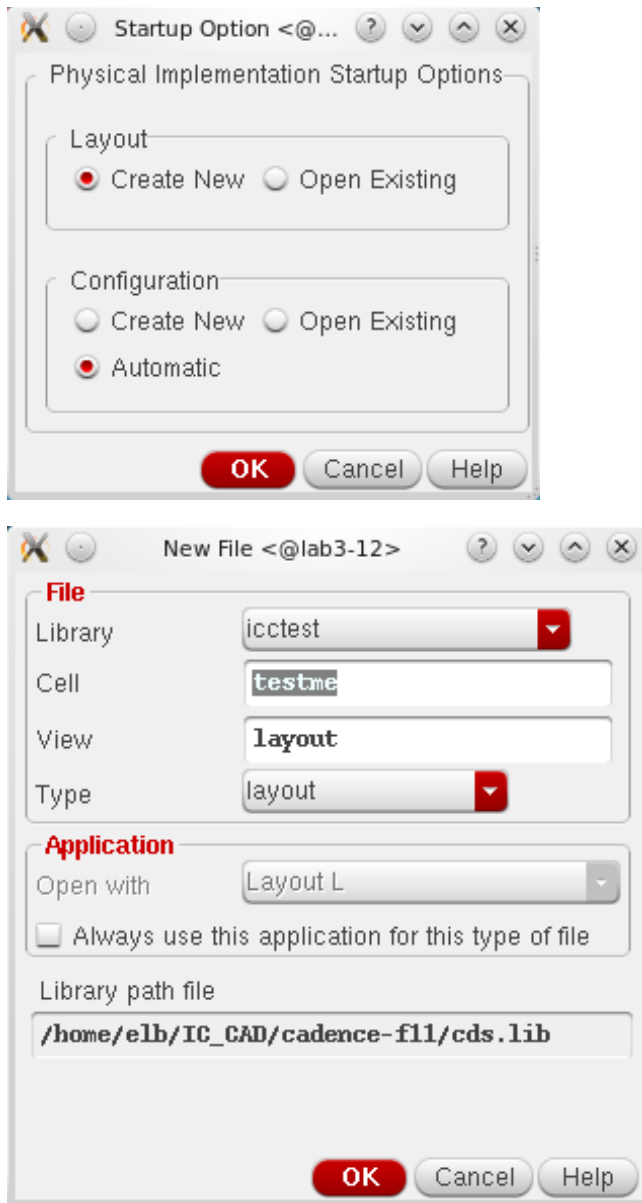 Startup Option <@...
Physical Implementation Startup Options
Layout
Create New Open Existing
Configuration
Create New Open Existing
Automatic
OK Cancel Help
New File <@lab3-12>
File
Library icctest
Cell testme
View layout
Type layout
Application
Open with Layout L
Always use this application for this type of file
Library path file
/home/elb/IC_CAD/cadence-f11/cds.lib
OK Cancel Help